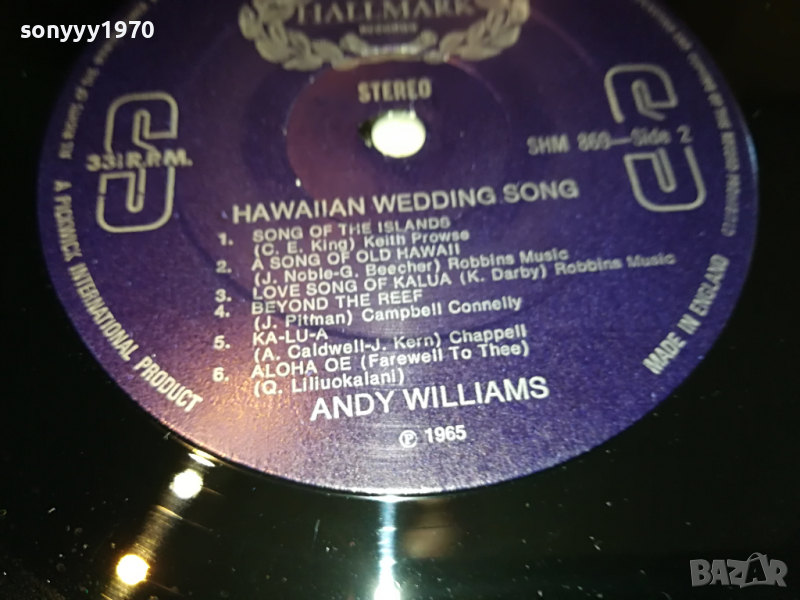 sonyyy1970
HALLMARK
RECORDS
STEREO
33⅓ R.P.M.
SHM 869—Side 2
HAWAIIAN WEDDING SONG
1. SONG OF THE ISLANDS
(C. E. King) Keith Prowse
2. A SONG OF OLD HAWAII
(J. Noble-G. Beecher) Robbins Music
3. LOVE SONG OF KALUA (K. Darby) Robbins Music
4. BEYOND THE REEF
(J. Pitman) Campbell Connelly
5. KA-LU-A
(A. Caldwell-J. Kern) Chappell
6. ALOHA OE (Farewell To Thee)
(Q. Liliuokalani)
ANDY WILLIAMS
℗ 1965
A PICKWICK INTERNATIONAL PRODUCT
MADE IN ENGLAND
BAZAR